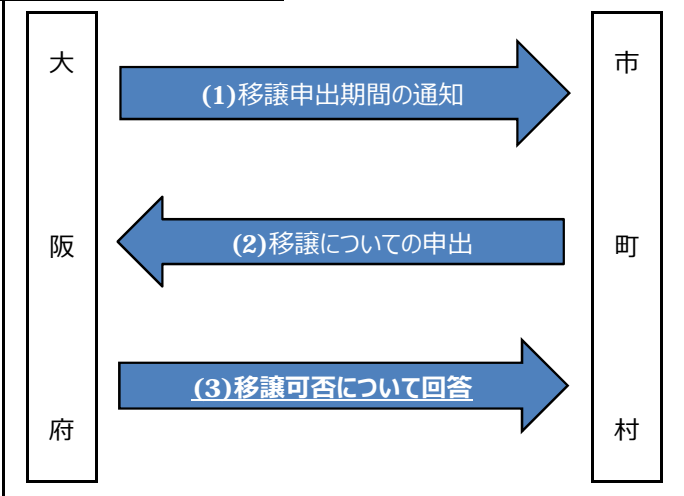 大阪府
(1)移譲申出期間の通知
(2)移譲についての申出
(3)移譲可否について回答
市町村